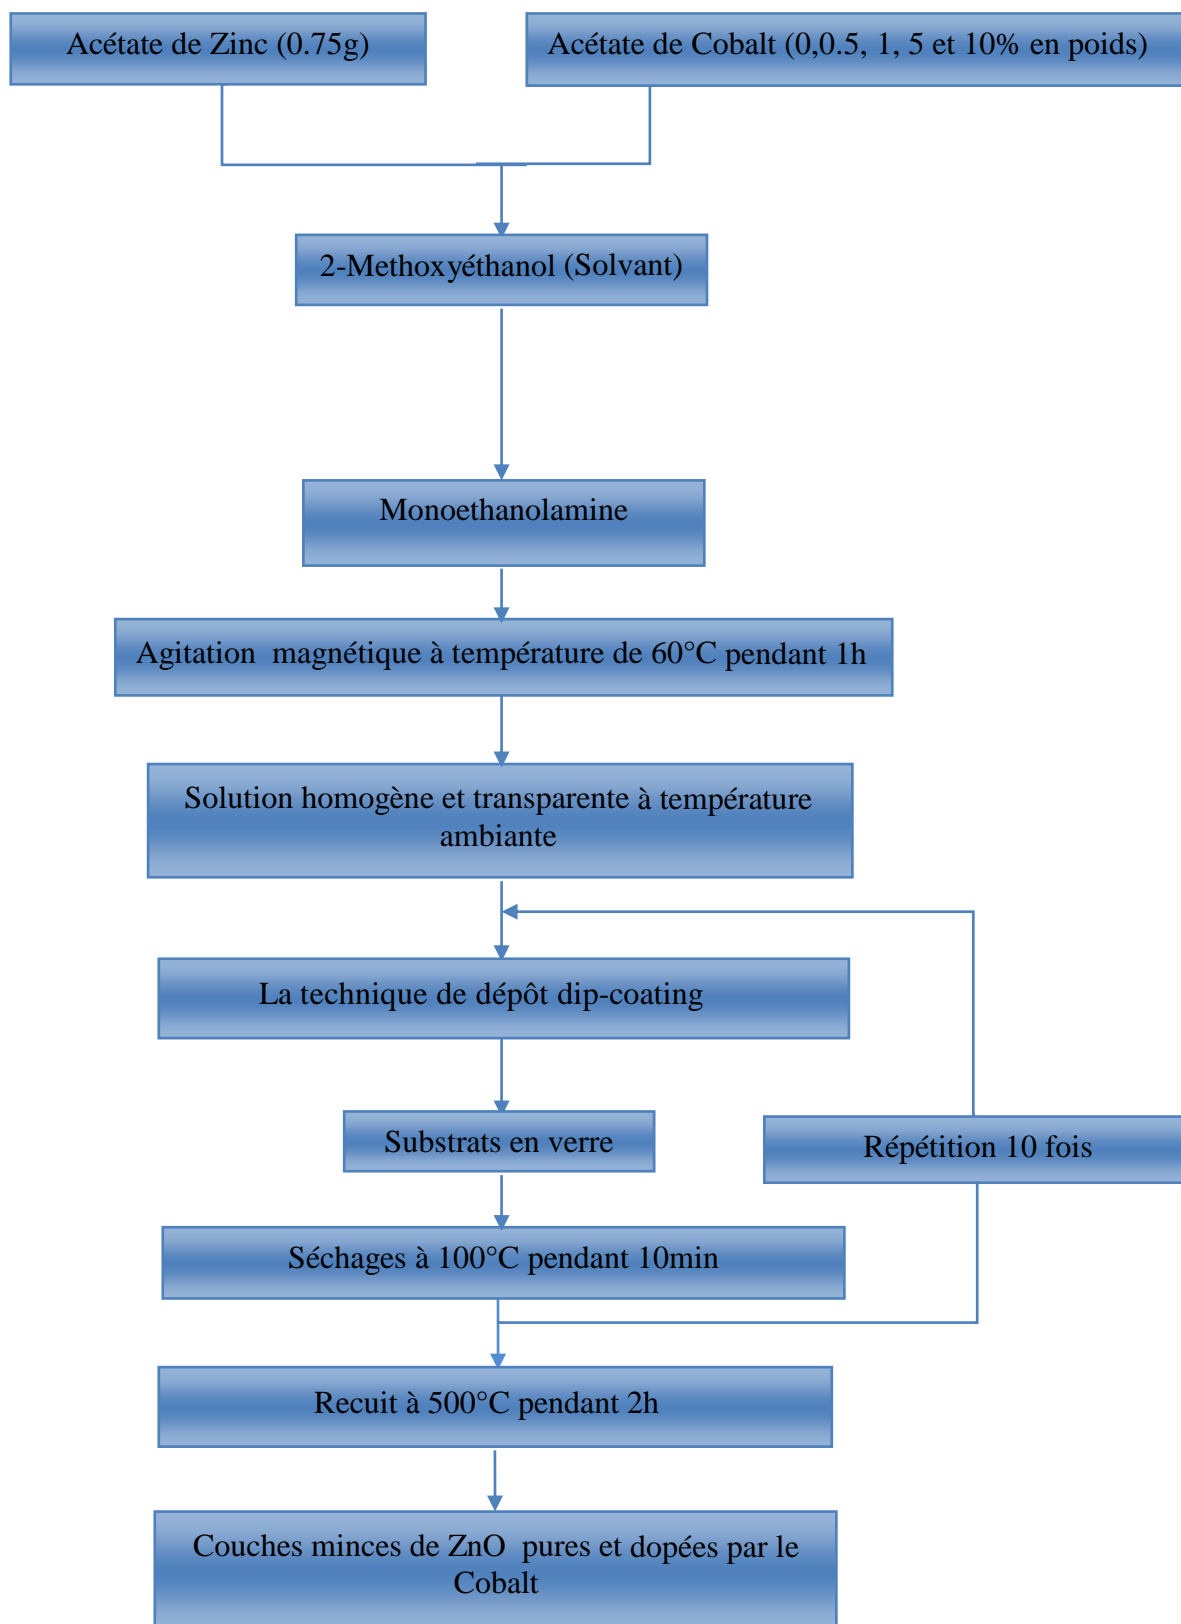 Acétate de Zinc (0.75g)
Acétate de Cobalt (0,0.5, 1, 5 et 10% en poids)
2-Methoxyéthanol (Solvant)
Monoethanolamine
Agitation magnétique à température de 60°C pendant 1h
Solution homogène et transparente à température
ambiante
La technique de dépôt dip-coating
Substrats en verre
Répétition 10 fois
Séchages à 100°C pendant 10min
Recuit à 500°C pendant 2h
Couches minces de ZnO pures et dopées par le
Cobalt